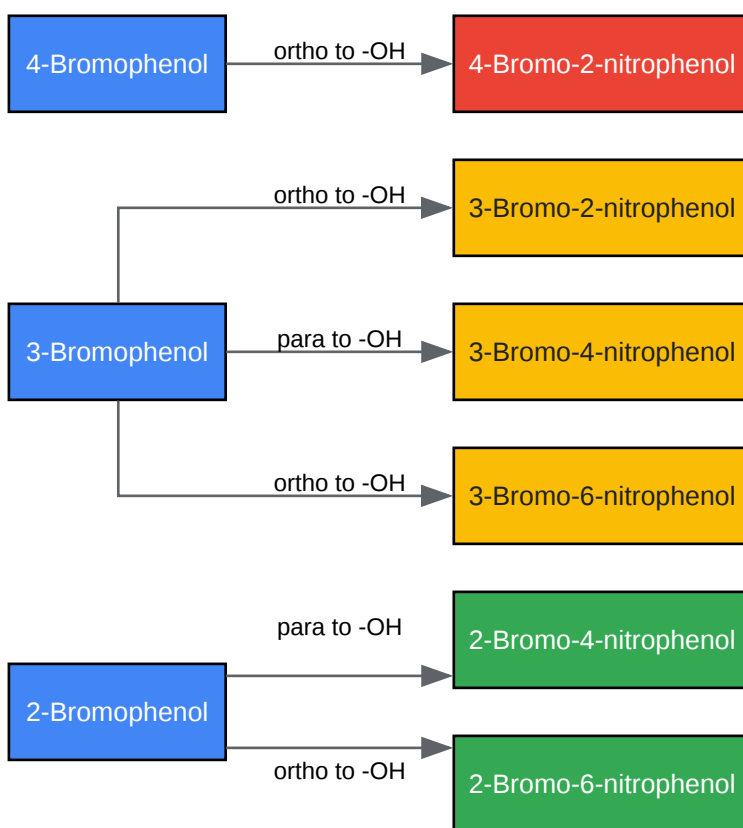 4-Bromophenol
ortho to -OH
4-Bromo-2-nitrophenol
ortho to -OH
3-Bromo-2-nitrophenol
3-Bromophenol
para to -OH
3-Bromo-4-nitrophenol
ortho to -OH
3-Bromo-6-nitrophenol
para to -OH
2-Bromo-4-nitrophenol
2-Bromophenol
ortho to -OH
2-Bromo-6-nitrophenol